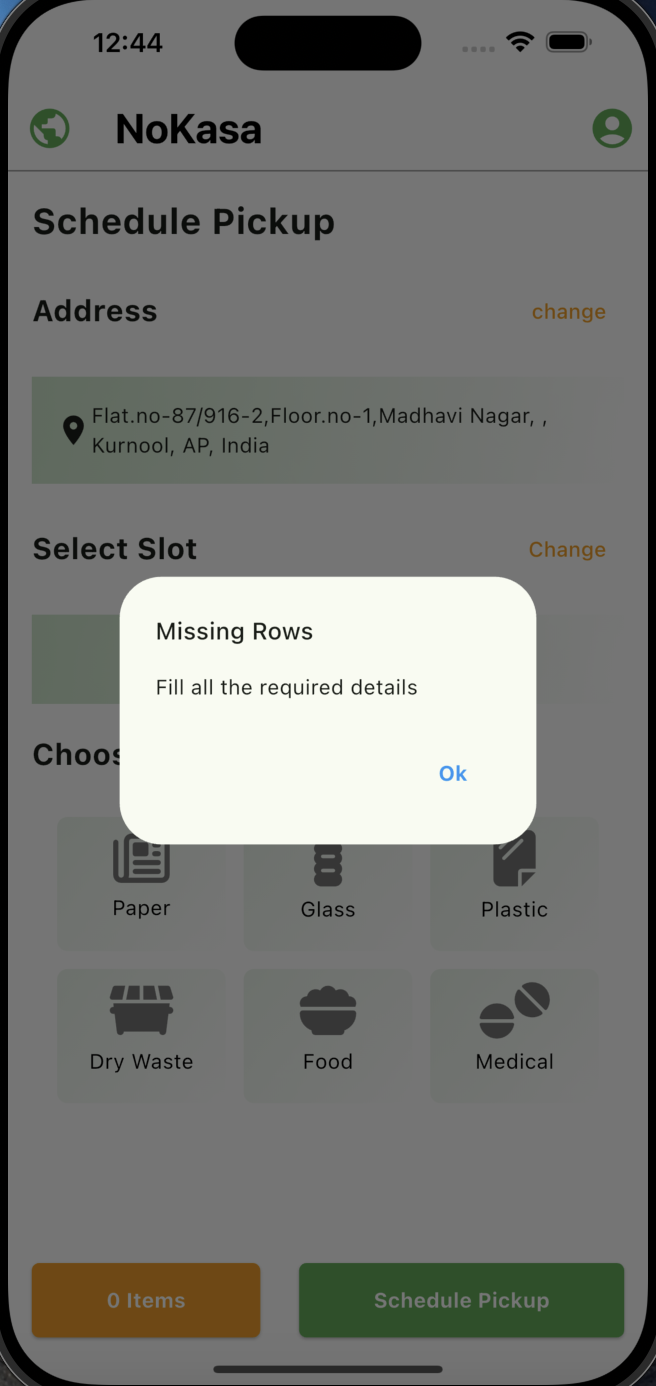 12:44
NoKasa
Schedule Pickup
Address
change
Flat.no-87/916-2,Floor.no-1,Madhavi Nagar, ,
Kurnool, AP, India
Select Slot
Change
Missing Rows
Fill all the required details
Ok
Choos
Paper
Glass
Plastic
Dry Waste
Food
Medical
0 Items
Schedule Pickup